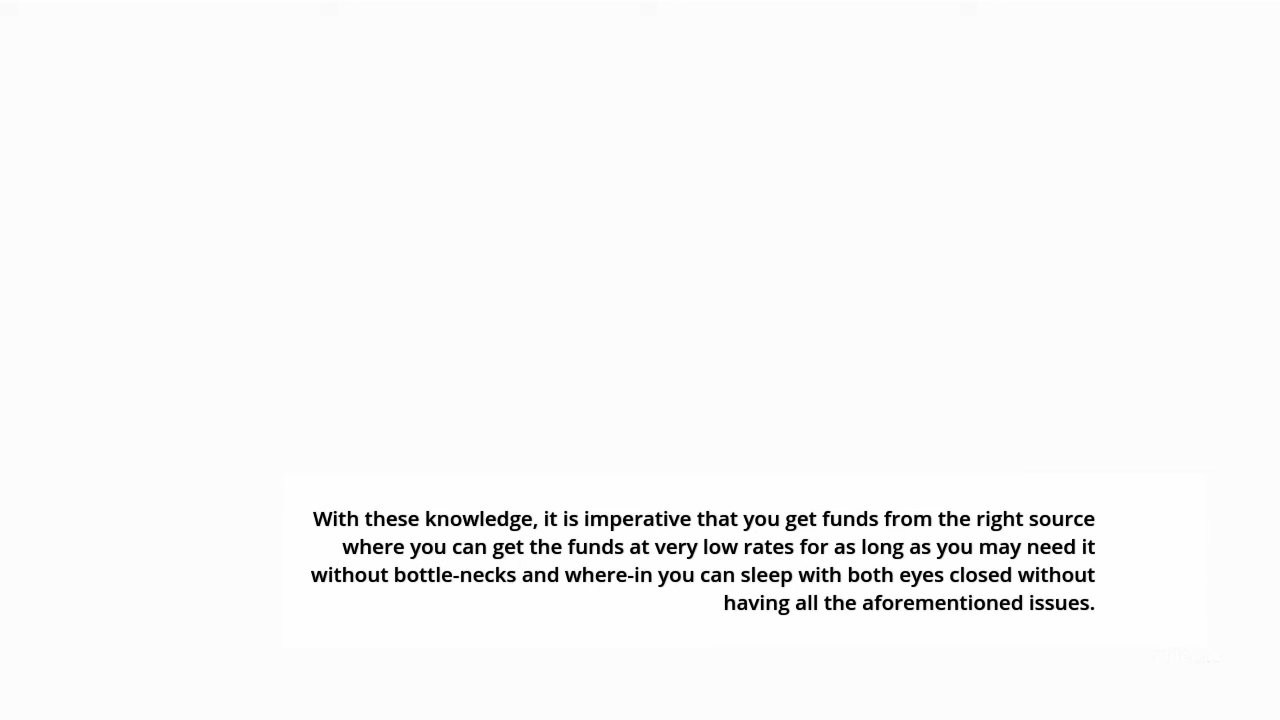 With these knowledge, it is imperative that you get funds from the right source
where you can get the funds at very low rates for as long as you may need it
without bottle-necks and where-in you can sleep with both eyes closed without
having all the aforementioned issues.